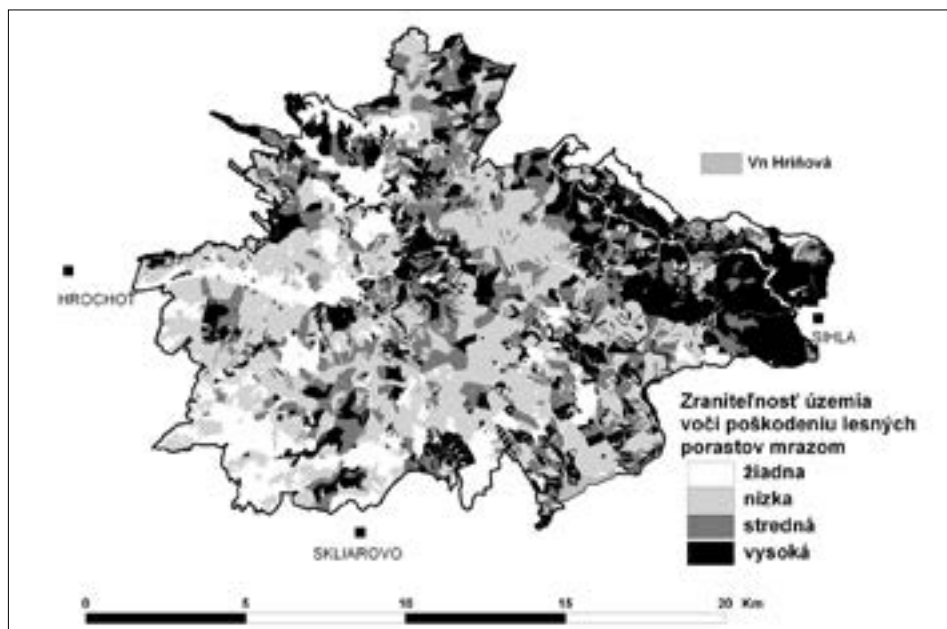 Vn Hriňová
HROCHOŤ
SIHLA
Zraniteľnosť územia
voči poškodeniu lesných
porastov mrazom
žiadna
nízka
stredná
vysoká
SKLIAROVO
0 5 10 15 20 Km